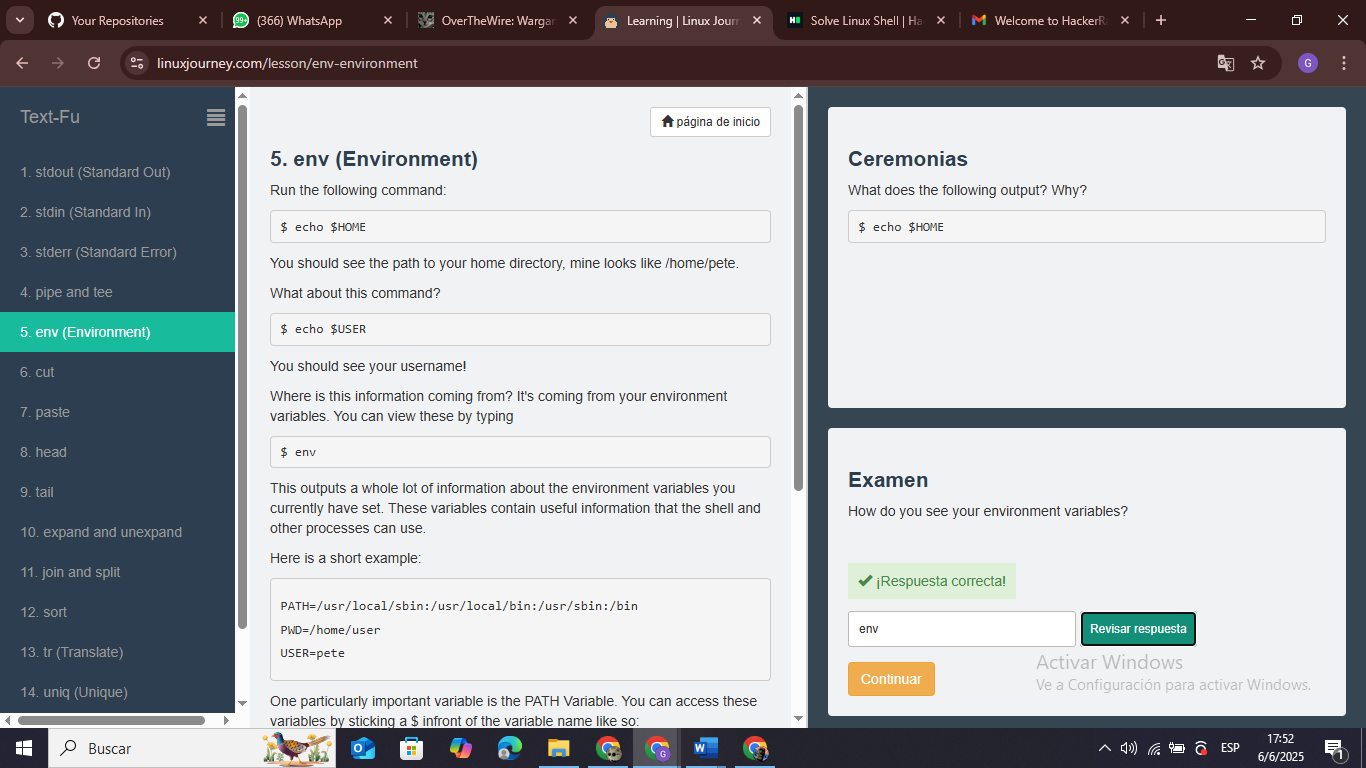 Your Repositories
(366) WhatsApp
OverTheWire: Wargar
Learning | Linux Journ
Solve Linux Shell | Ha
Welcome to HackerR
linuxjourney.com/lesson/env-environment
G
Text-Fu
1. stdout (Standard Out)
2. stdin (Standard In)
3. stderr (Standard Error)
4. pipe and tee
5. env (Environment)
6. cut
7. paste
8. head
9. tail
10. expand and unexpand
11. join and split
12. sort
13. tr (Translate)
14. uniq (Unique)
página de inicio
5. env (Environment)
Run the following command:
$ echo $HOME
You should see the path to your home directory, mine looks like /home/pete.
What about this command?
$ echo $USER
You should see your username!
Where is this information coming from? It's coming from your environment
variables. You can view these by typing
$ env
This outputs a whole lot of information about the environment variables you
currently have set. These variables contain useful information that the shell and
other processes can use.
Here is a short example:
PATH=/usr/local/sbin:/usr/local/bin:/usr/sbin:/bin
PWD=/home/user
USER=pete
One particularly important variable is the PATH Variable. You can access these
variables by sticking a $ infront of the variable name like so:
Ceremonias
What does the following output? Why?
$ echo $HOME
Examen
How do you see your environment variables?
¡Respuesta correcta!
env
Revisar respuesta
Continuar
Activar Windows
Ve a Configuración para activar Windows.
Buscar
ESP
17:52
6/6/2025
1